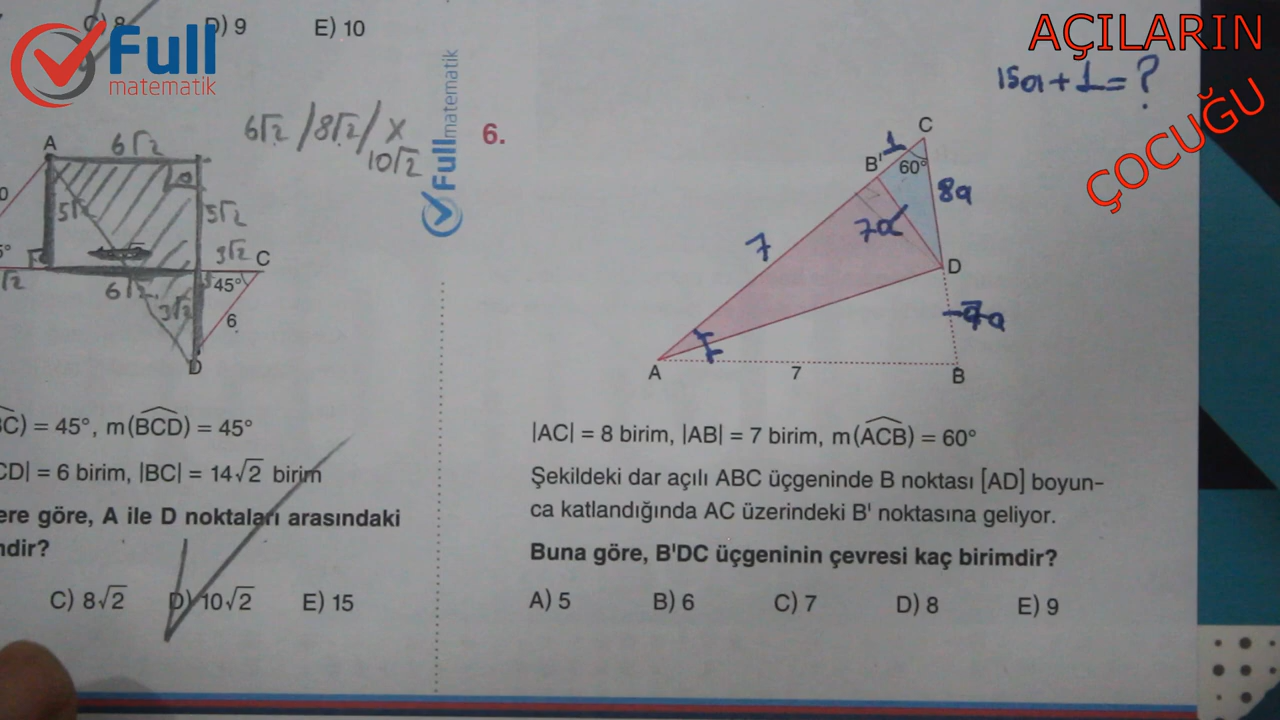 C) 8 D) 9 E) 10
Full
matematik
Fullmatematik
AÇILARIN
ÇOCUĞU
15a+1=?
6√2 / 8√2 / x
10√2
A
6√2
5√2
5√2
3√2
C
45°
6√2
3√2
6
D
6.
C
1
B'
60°
8a
7a
7
D
7a
A
7
B
BC) = 45°, m(BCD) = 45°
CD| = 6 birim, |BC| = 14√2 birim
ere göre, A ile D noktaları arasındaki
ndir?
C) 8√2 D) 10√2 E) 15
|AC| = 8 birim, |AB| = 7 birim, m(ACB) = 60°
Şekildeki dar açılı ABC üçgeninde B noktası [AD] boyun-
ca katlandığında AC üzerindeki B' noktasına geliyor.
Buna göre, B'DC üçgeninin çevresi kaç birimdir?
A) 5 B) 6 C) 7 D) 8 E) 9